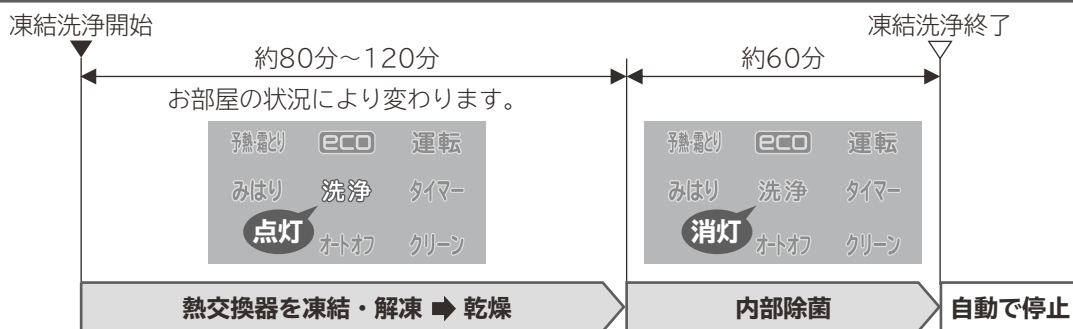 凍結洗浄開始
凍結洗浄終了
約80分～120分
約60分
お部屋の状況により変わります。
予熱・霜とり eco 運転
みはり 洗浄 タイマー
点灯 オートオフ クリーン
予熱・霜とり eco 運転
みはり 洗浄 タイマー
消灯 オートオフ クリーン
熱交換器を凍結・解凍 ➡ 乾燥
内部除菌
自動で停止